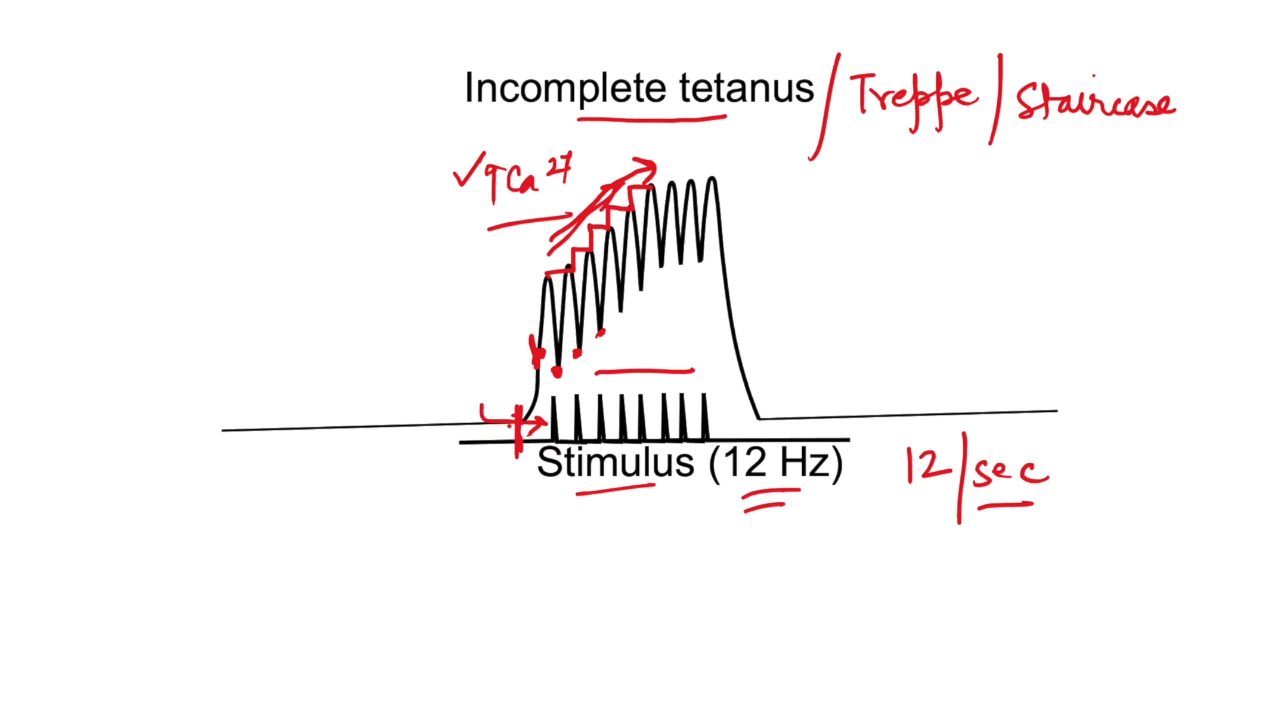 Incomplete tetanus / Treppe / Staircase
✓ ↑Ca²⁺
Stimulus (12 Hz) 12/sec